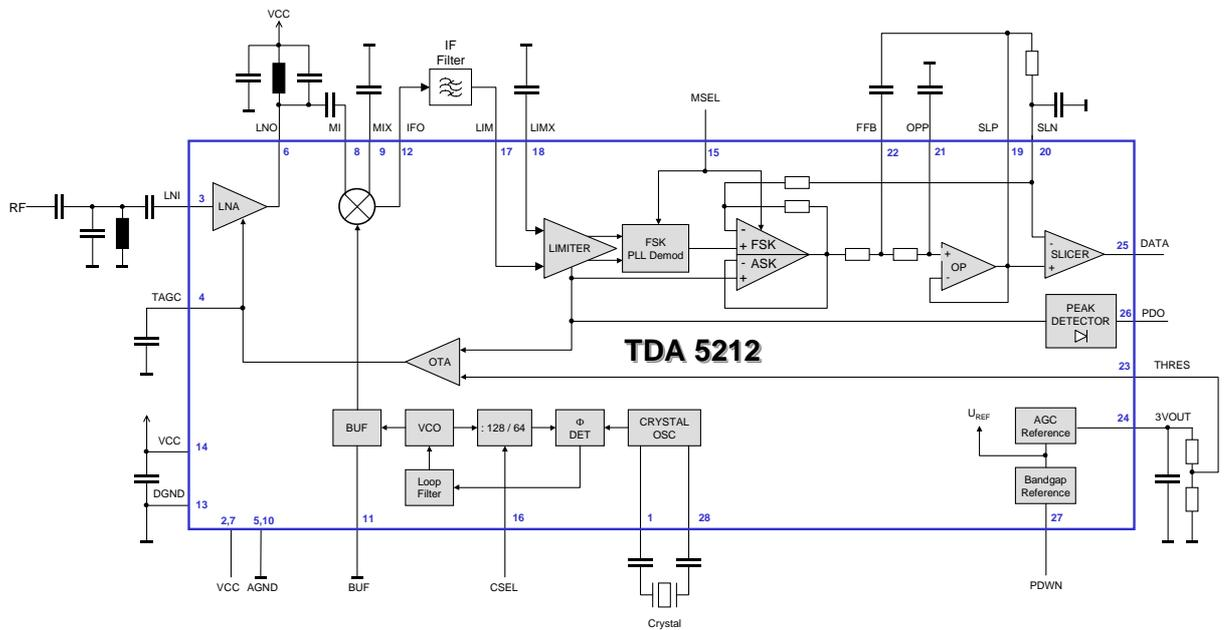 VCC
IF
Filter
MSEL
LNO
MI
MIX
IFO
LIM
LIMX
FFB
OPP
SLP
SLN
6
8
9
12
17
18
15
22
21
19
20
RF
LNI
3
LNA
LIMITER
FSK
PLL Demod
-
+ FSK
- ASK
+
+
-
OP
-
+
SLICER
25
DATA
TAGC
4
PEAK
DETECTOR
26
PDO
OTA
TDA 5212
23
THRES
BUF
VCO
: 128 / 64
Φ
DET
CRYSTAL
OSC
UREF
AGC
Reference
24
3VOUT
VCC
14
Loop
Filter
Bandgap
Reference
DGND
13
2,7
5,10
11
16
1
28
27
VCC
AGND
BUF
CSEL
PDWN
Crystal